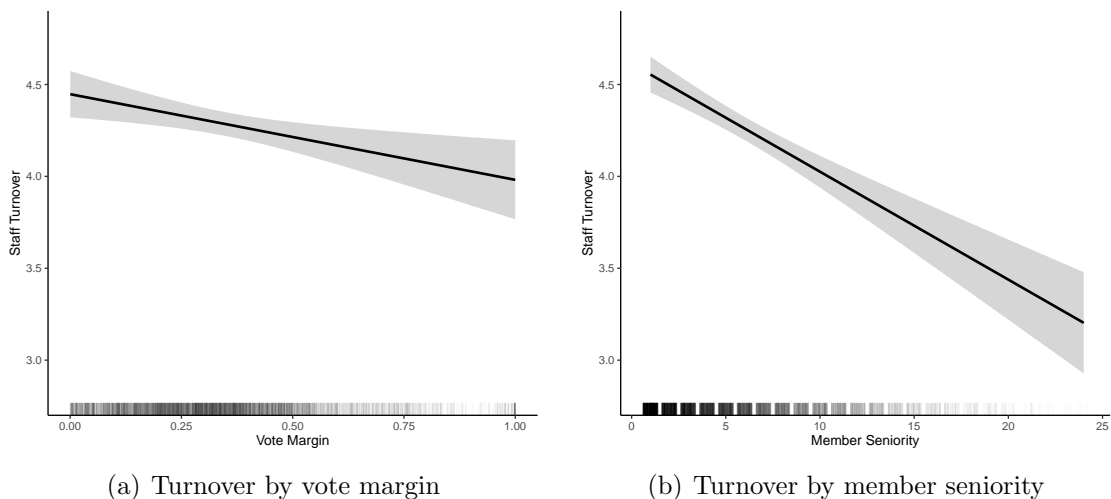 4.5
4.0
3.5
3.0
Staff Turnover
0.00 0.25 0.50 0.75 1.00
Vote Margin
(a) Turnover by vote margin
4.5
4.0
3.5
3.0
Staff Turnover
0 5 10 15 20 25
Member Seniority
(b) Turnover by member seniority